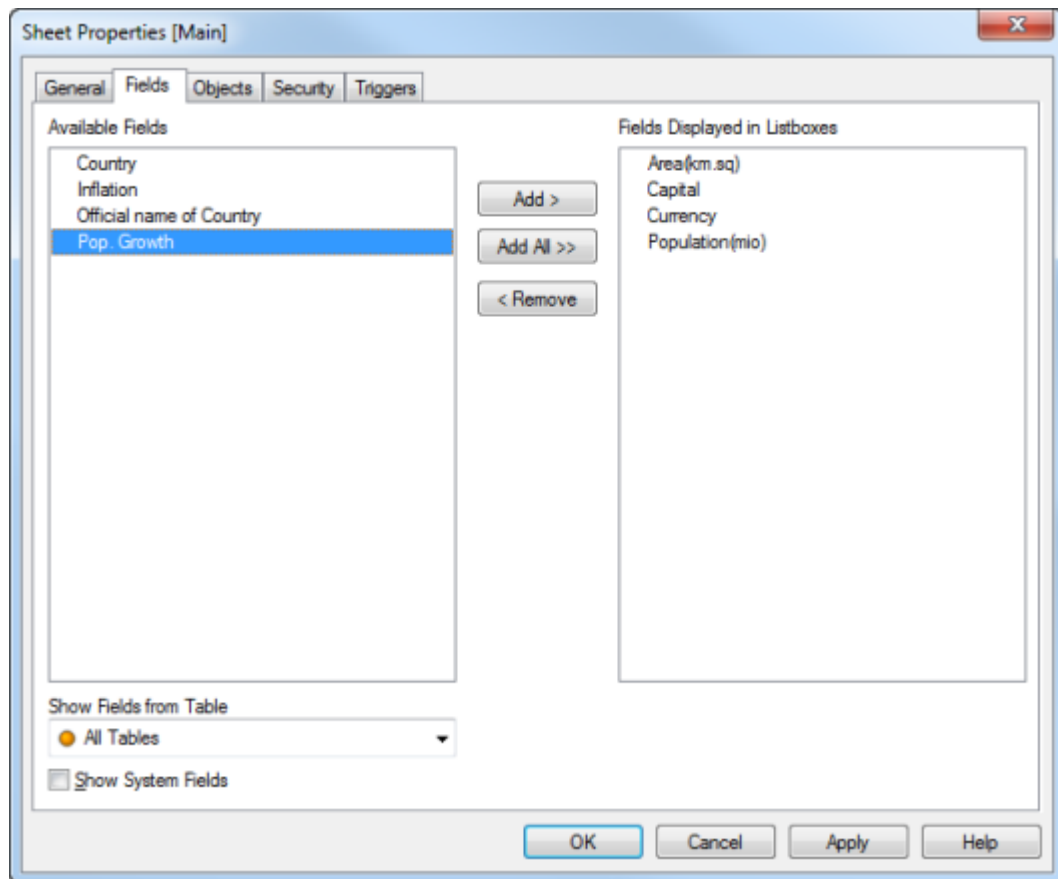 Sheet Properties [Main]
General Fields Objects Security Triggers
Available Fields
Country
Inflation
Official name of Country
Pop. Growth
Add >
Add All >>
< Remove
Fields Displayed in Listboxes
Area(km.sq)
Capital
Currency
Population(mio)
Show Fields from Table
All Tables
Show System Fields
OK Cancel Apply Help